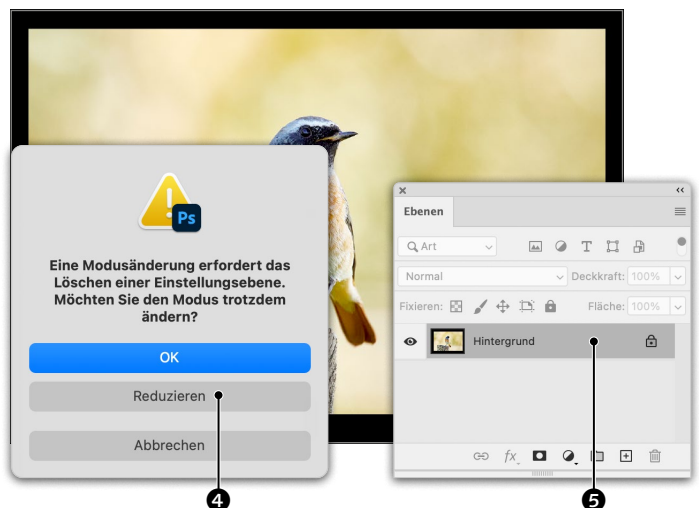 Ps
Eine Modusänderung erfordert das
Löschen einer Einstellungsebene.
Möchten Sie den Modus trotzdem
ändern?
OK
Reduzieren
Abbrechen
Ebenen
Art
Normal
Deckkraft: 100%
Fixieren:
Fläche: 100%
Hintergrund
fx
4
5